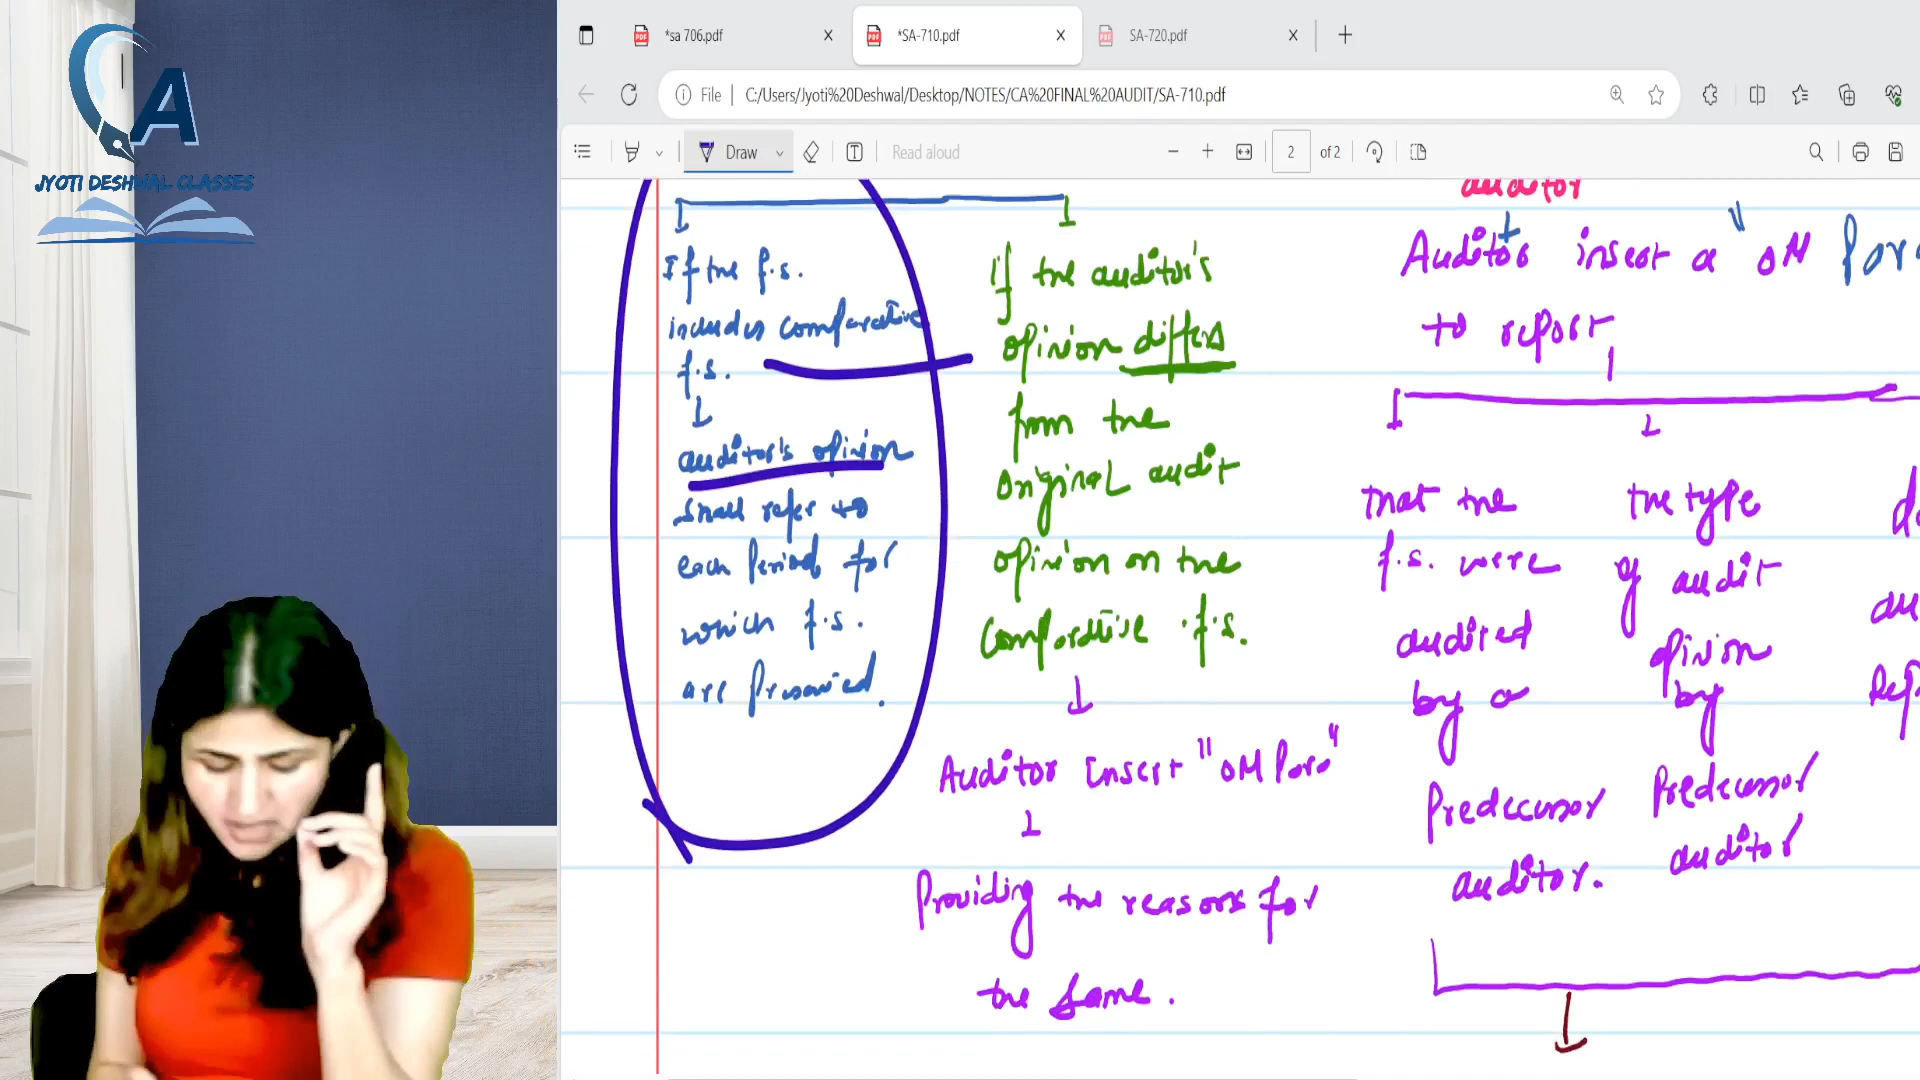 A
JYOTI DESHWAL CLASSES
*sa 706.pdf
*SA-710.pdf
SA-720.pdf
File
C:/Users/Jyoti%20Deshwal/Desktop/NOTES/CA%20FINAL%20AUDIT/SA-710.pdf
Draw
Read aloud
2
of 2
If the f.s.
includes comparative
f.s.
auditor's opinion
shall refer to
each Period for
which f.s.
are Presented.
If the auditor's
opinion differs
from the
original audit
opinion on the
comparative f.s.
Auditor Insert "OM Para"
Providing the reasons for
the same.
auditor
Auditor insert a "OM Para
to report
that the
f.s. were
audited
by a
Predecessor
auditor.
the type
of audit
opinion
by
Predecessor
auditor